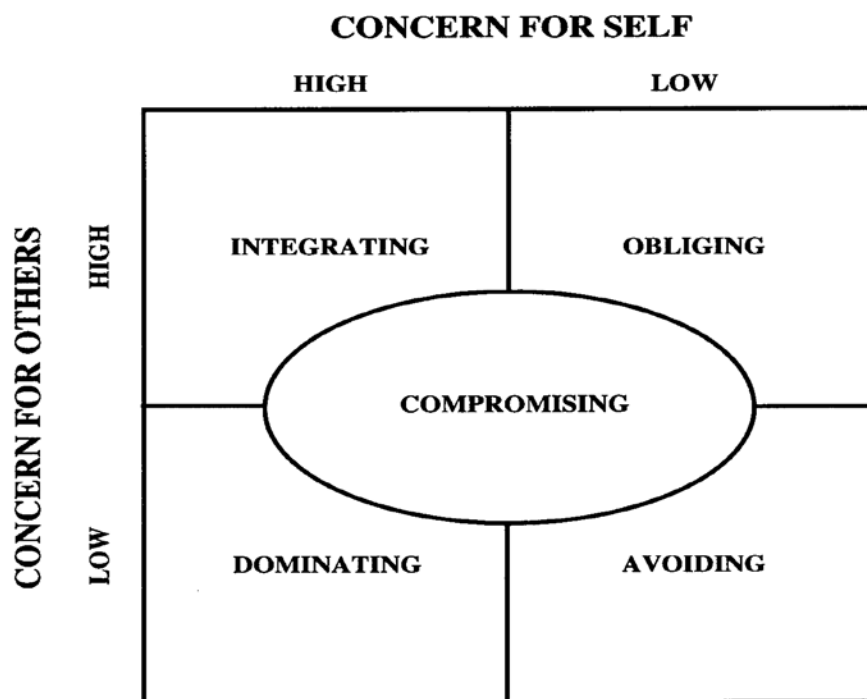 CONCERN FOR SELF
HIGH LOW
CONCERN FOR OTHERS
HIGH
INTEGRATING OBLIGING
COMPROMISING
LOW
DOMINATING AVOIDING